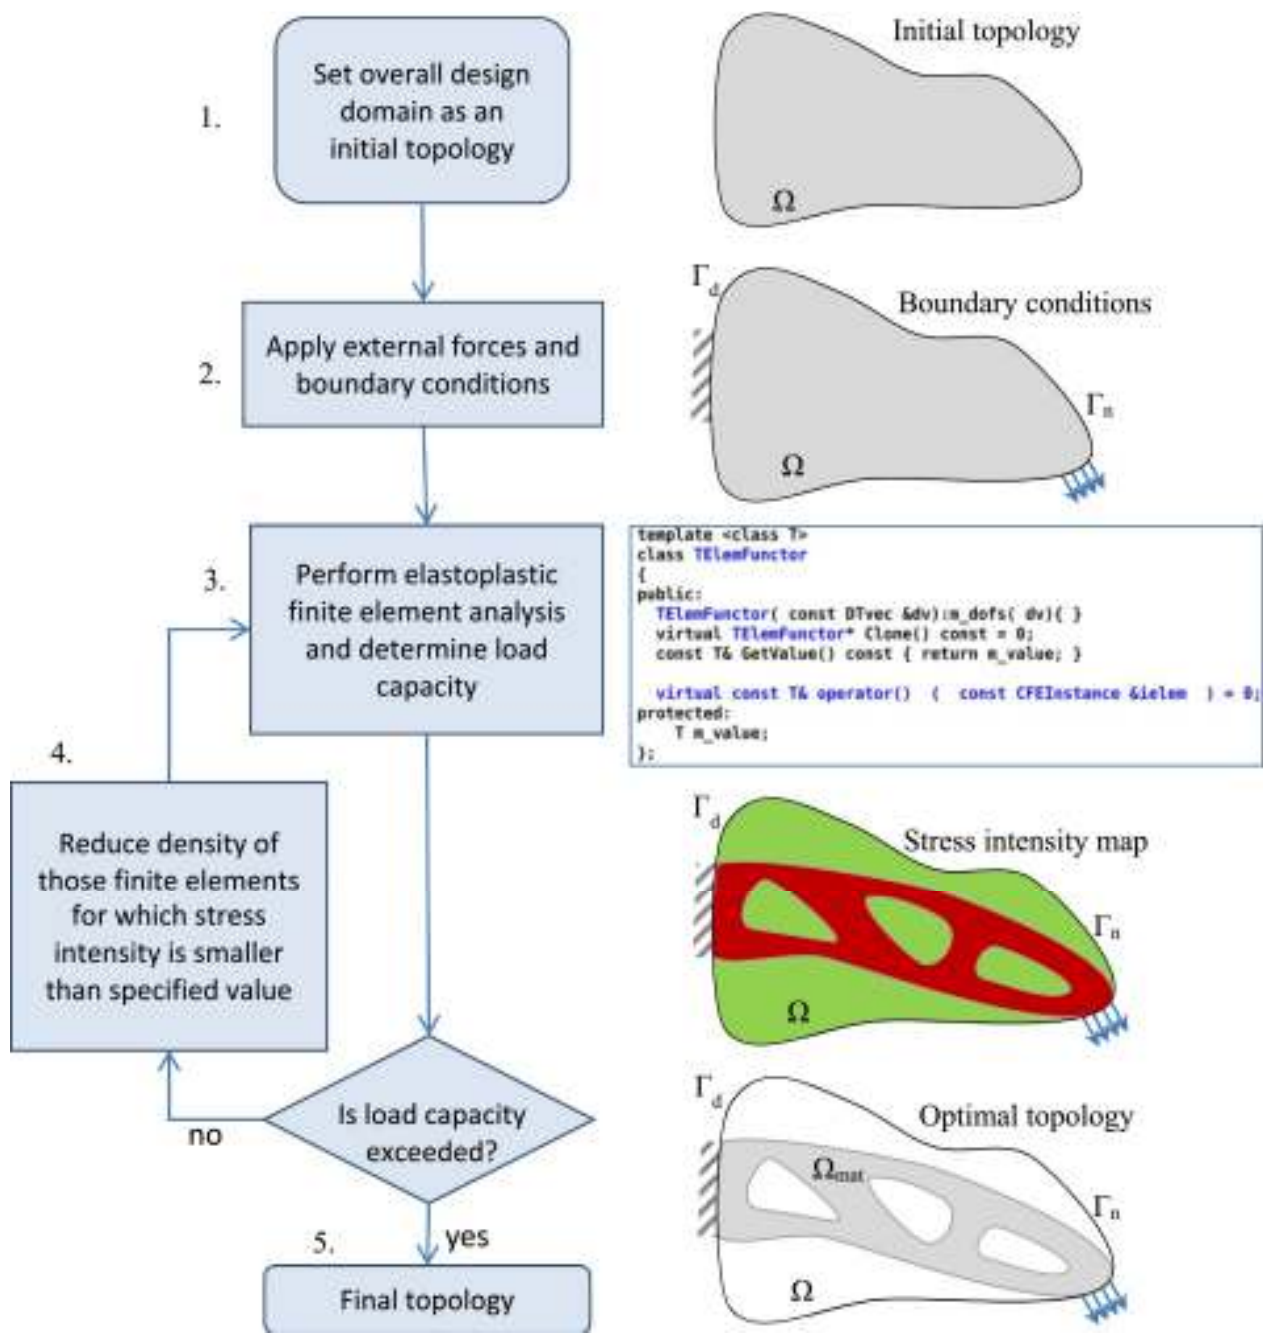 1.
Set overall design
domain as an
initial topology
Initial topology
Ω
2.
Apply external forces and
boundary conditions
Γd
Boundary conditions
Γn
Ω
3.
Perform elastoplastic
finite element analysis
and determine load
capacity
template <class T>
class TElemFunctor
{
public:
TElemFunctor( const DTvec &dv):m_dofs( dv){ }
virtual TElemFunctor* Clone() const = 0;
const T& GetValue() const { return m_value; }
virtual const T& operator() ( const CFEInstance &ielem ) = 0;
protected:
T m_value;
};
4.
Reduce density of
those finite elements
for which stress
intensity is smaller
than specified value
Γd
Stress intensity map
Γn
Ω
Is load capacity
exceeded?
no
yes
Γd
Optimal topology
Ωmat
Γn
Ω
5.
Final topology